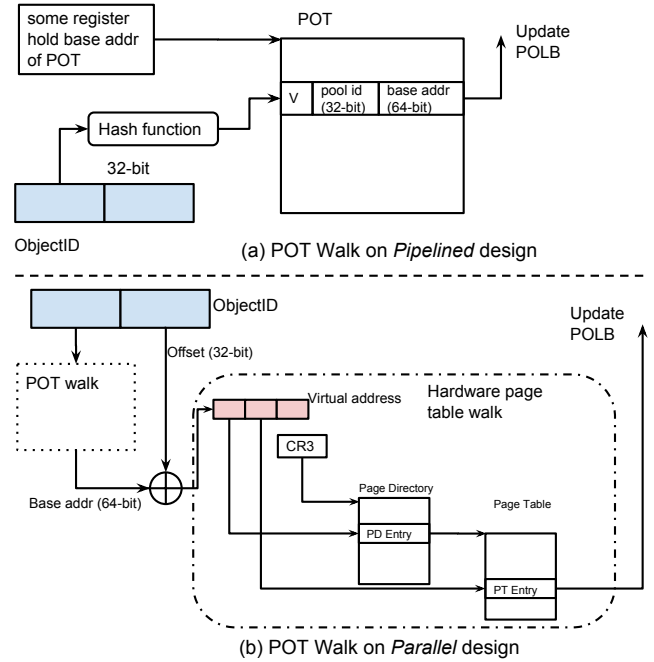 some register
hold base addr
of POT
POT
Update
POLB
V
pool id
(32-bit)
base addr
(64-bit)
Hash function
32-bit
ObjectID
(a) POT Walk on Pipelined design
ObjectID
Update
POLB
Offset (32-bit)
POT walk
Virtual address
Hardware page
table walk
CR3
Base addr (64-bit)
Page Directory
Page Table
PD Entry
PT Entry
(b) POT Walk on Parallel design